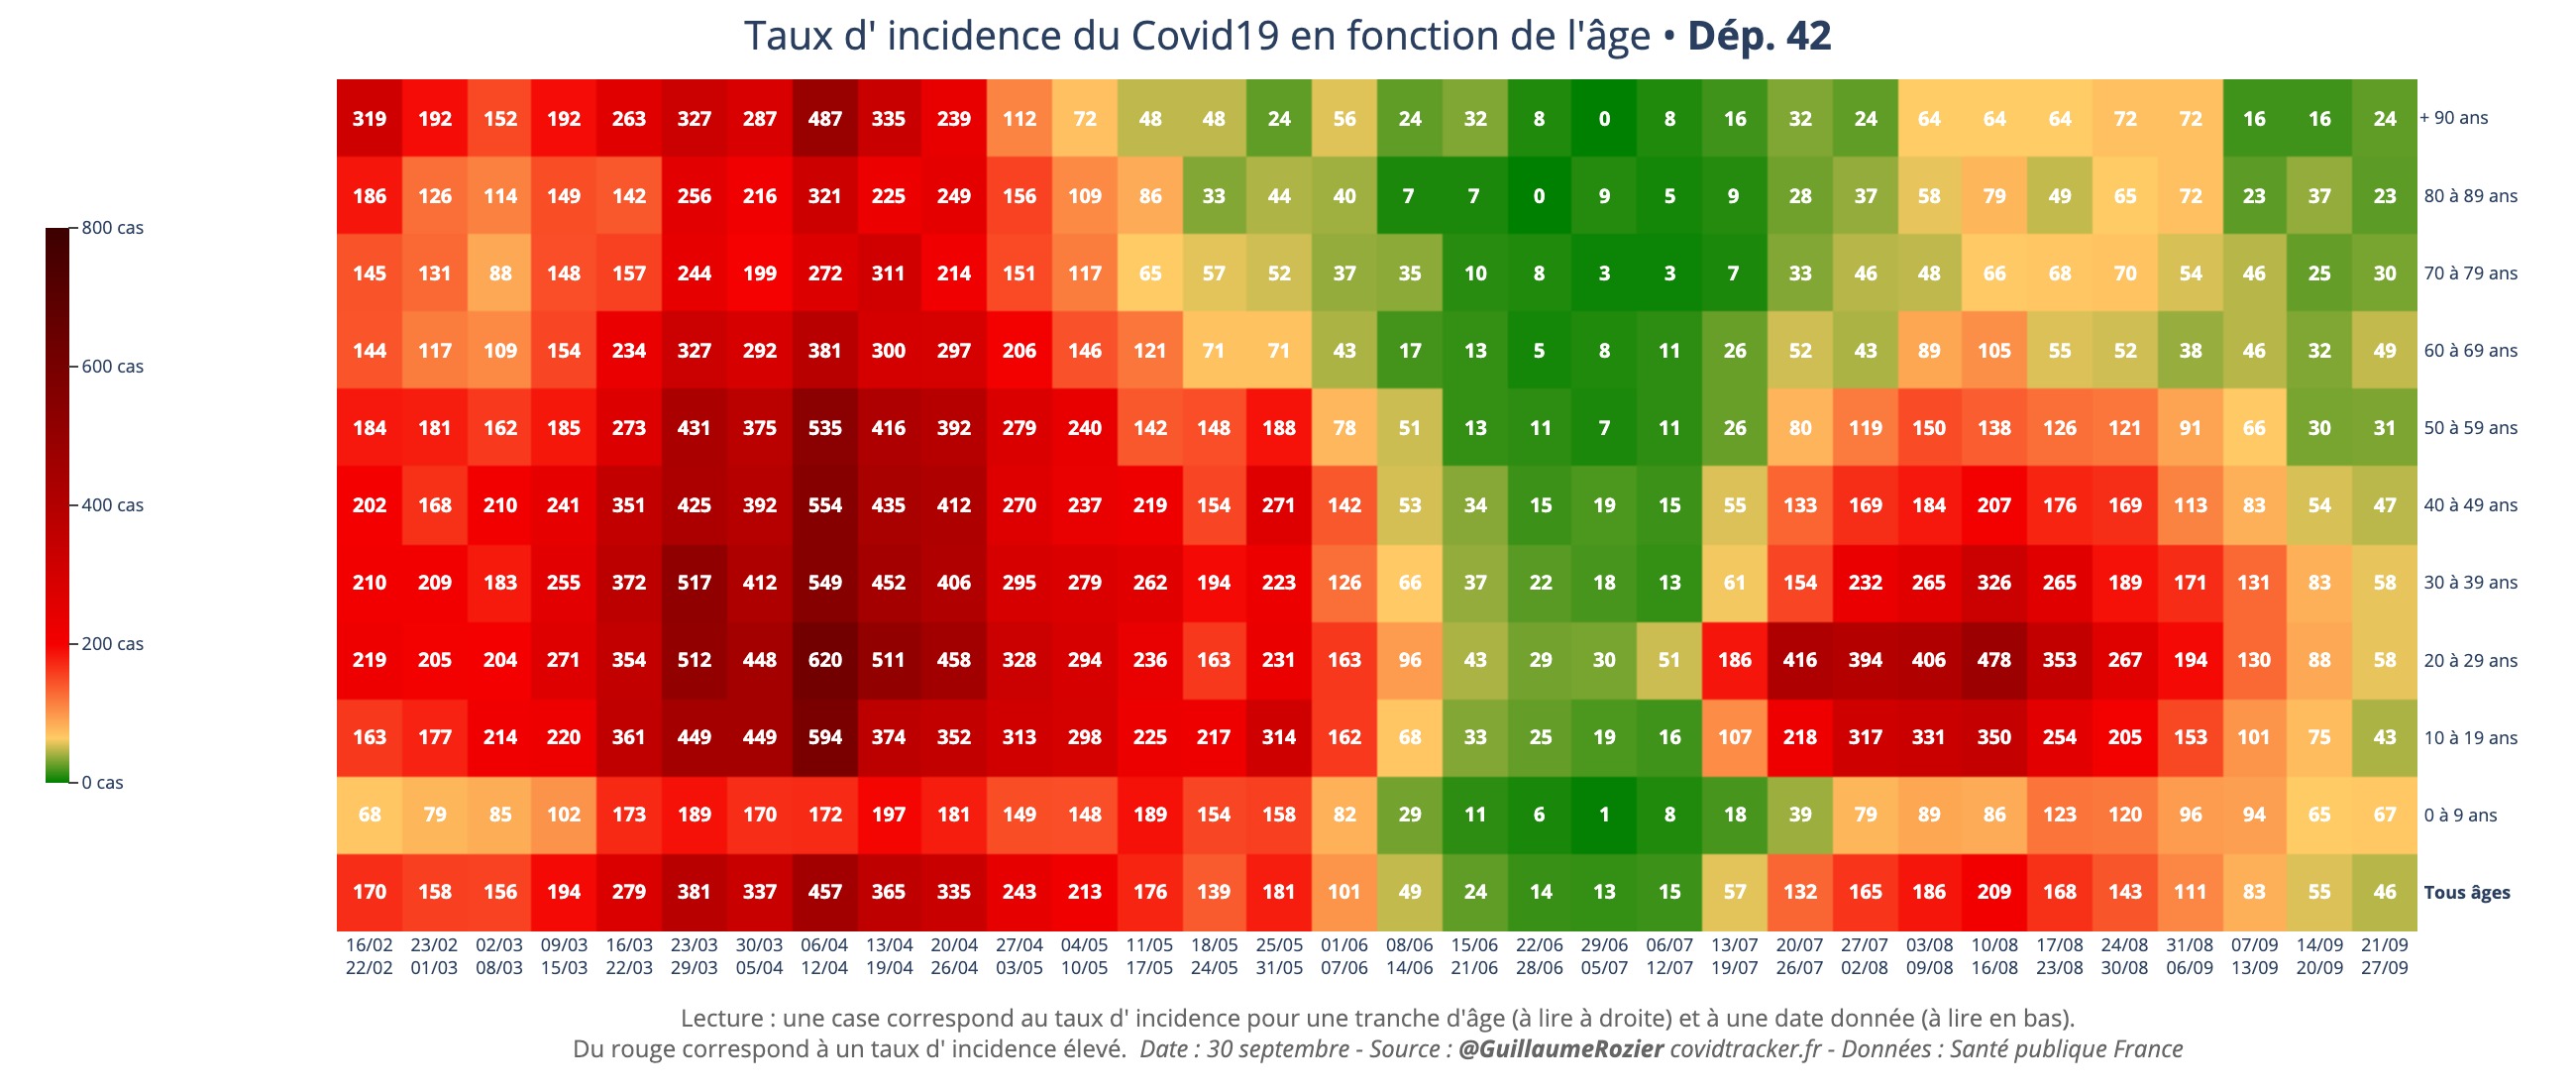 Taux d' incidence du Covid19 en fonction de l'âge • Dép. 42
800 cas
600 cas
400 cas
200 cas
0 cas
319 192 152 192 263 327 287 487 335 239 112 72 48 48 24 56 24 32 8 0 8 16 32 24 64 64 64 72 72 16 16 24 + 90 ans
186 126 114 149 142 256 216 321 225 249 156 109 86 33 44 40 7 7 0 9 5 9 28 37 58 79 49 65 72 23 37 23 80 à 89 ans
145 131 88 148 157 244 199 272 311 214 151 117 65 57 52 37 35 10 8 3 3 7 33 46 48 66 68 70 54 46 25 30 70 à 79 ans
144 117 109 154 234 327 292 381 300 297 206 146 121 71 71 43 17 13 5 8 11 26 52 43 89 105 55 52 38 46 32 49 60 à 69 ans
184 181 162 185 273 431 375 535 416 392 279 240 142 148 188 78 51 13 11 7 11 26 80 119 150 138 126 121 91 66 30 31 50 à 59 ans
202 168 210 241 351 425 392 554 435 412 270 237 219 154 271 142 53 34 15 19 15 55 133 169 184 207 176 169 113 83 54 47 40 à 49 ans
210 209 183 255 372 517 412 549 452 406 295 279 262 194 223 126 66 37 22 18 13 61 154 232 265 326 265 189 171 131 83 58 30 à 39 ans
219 205 204 271 354 512 448 620 511 458 328 294 236 163 231 163 96 43 29 30 51 186 416 394 406 478 353 267 194 130 88 58 20 à 29 ans
163 177 214 220 361 449 449 594 374 352 313 298 225 217 314 162 68 33 25 19 16 107 218 317 331 350 254 205 153 101 75 43 10 à 19 ans
68 79 85 102 173 189 170 172 197 181 149 148 189 154 158 82 29 11 6 1 8 18 39 79 89 86 123 120 96 94 65 67 0 à 9 ans
170 158 156 194 279 381 337 457 365 335 243 213 176 139 181 101 49 24 14 13 15 57 132 165 186 209 168 143 111 83 55 46 Tous âges
16/02 23/02 02/03 09/03 16/03 23/03 30/03 06/04 13/04 20/04 27/04 04/05 11/05 18/05 25/05 01/06 08/06 15/06 22/06 29/06 06/07 13/07 20/07 27/07 03/08 10/08 17/08 24/08 31/08 07/09 14/09 21/09
22/02 01/03 08/03 15/03 22/03 29/03 05/04 12/04 19/04 26/04 03/05 10/05 17/05 24/05 31/05 07/06 14/06 21/06 28/06 05/07 12/07 19/07 26/07 02/08 09/08 16/08 23/08 30/08 06/09 13/09 20/09 27/09
Lecture : une case correspond au taux d' incidence pour une tranche d'âge (à lire à droite) et à une date donnée (à lire en bas).
Du rouge correspond à un taux d' incidence élevé. Date : 30 septembre - Source : @GuillaumeRozier covidtracker.fr - Données : Santé publique France